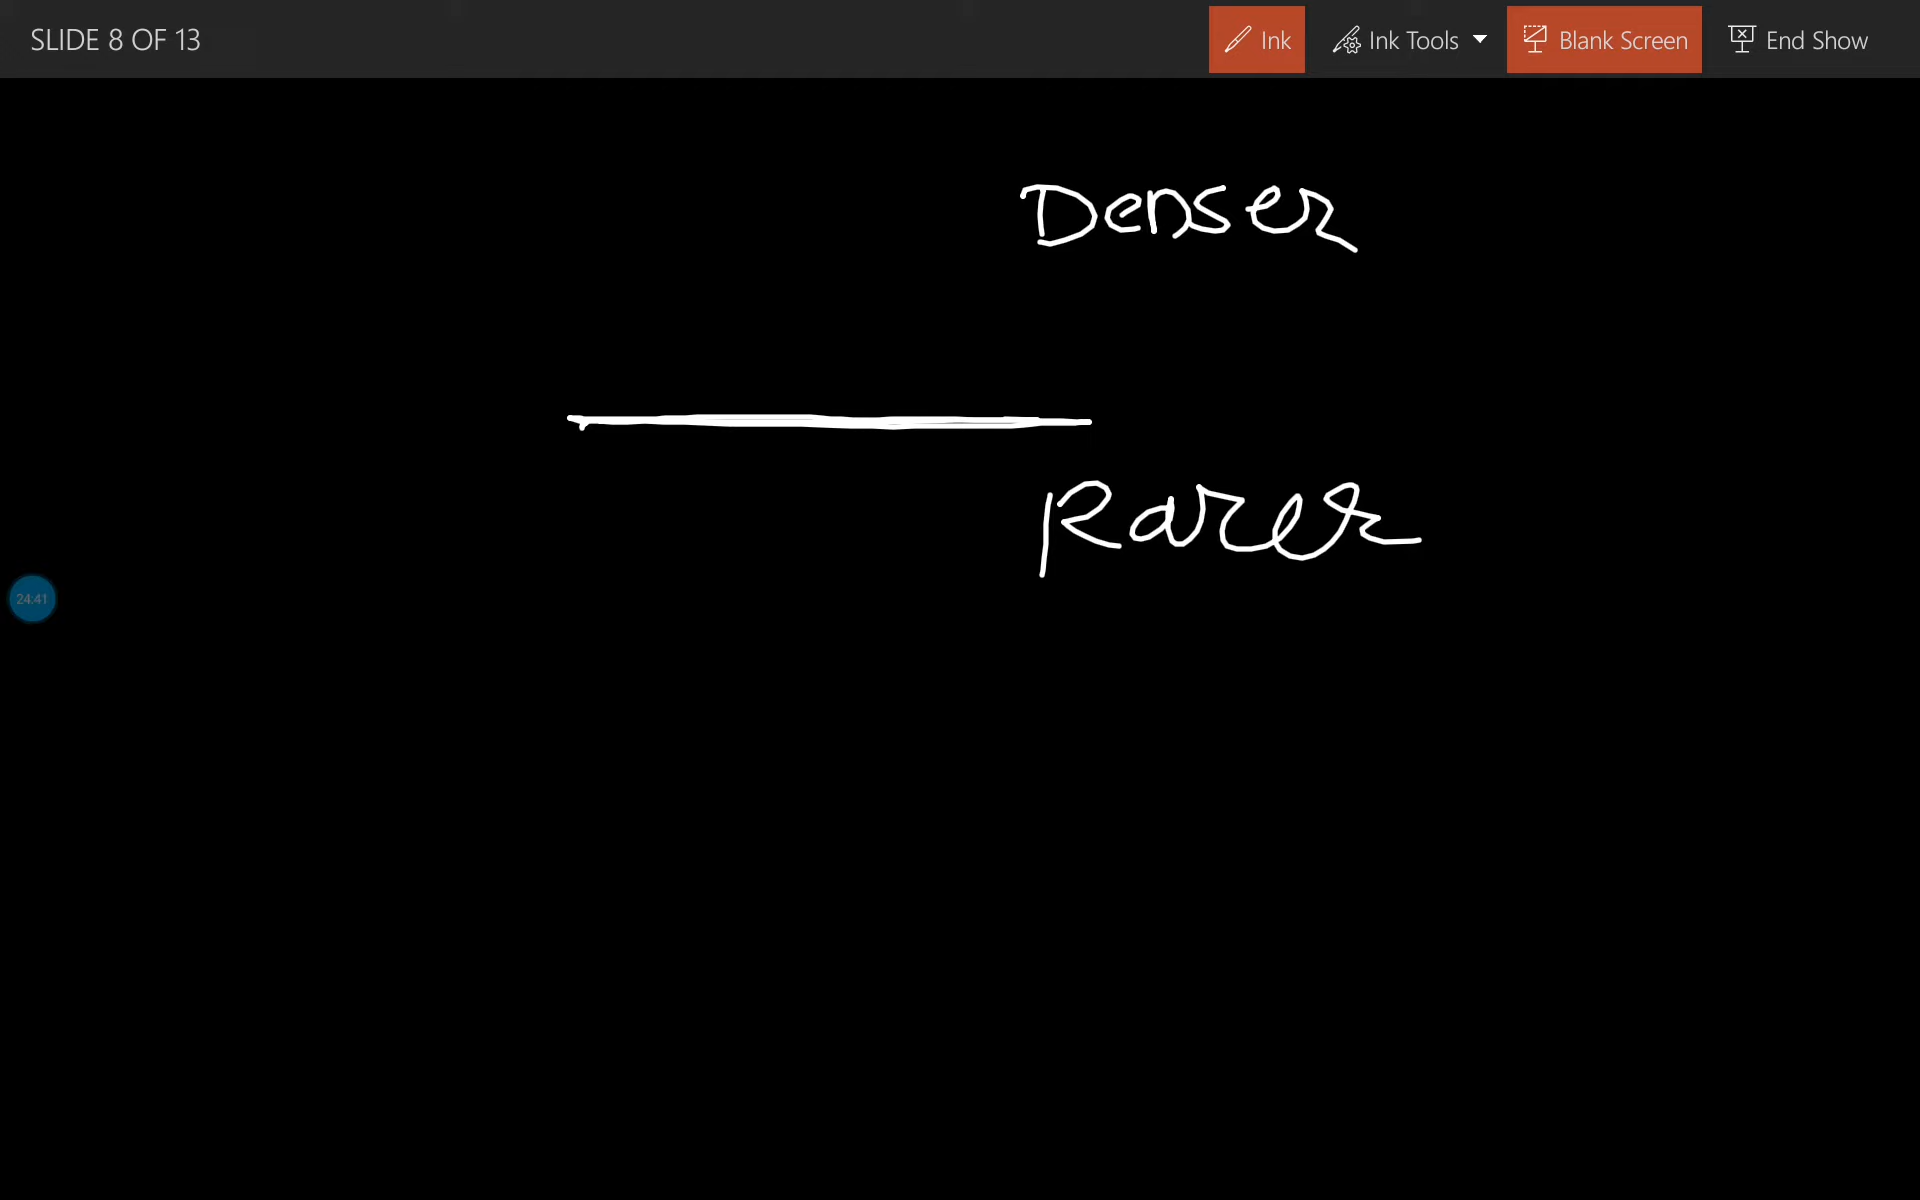 SLIDE 8 OF 13 Ink Ink Tools Blank Screen End Show
Denser
Rarer
24:41